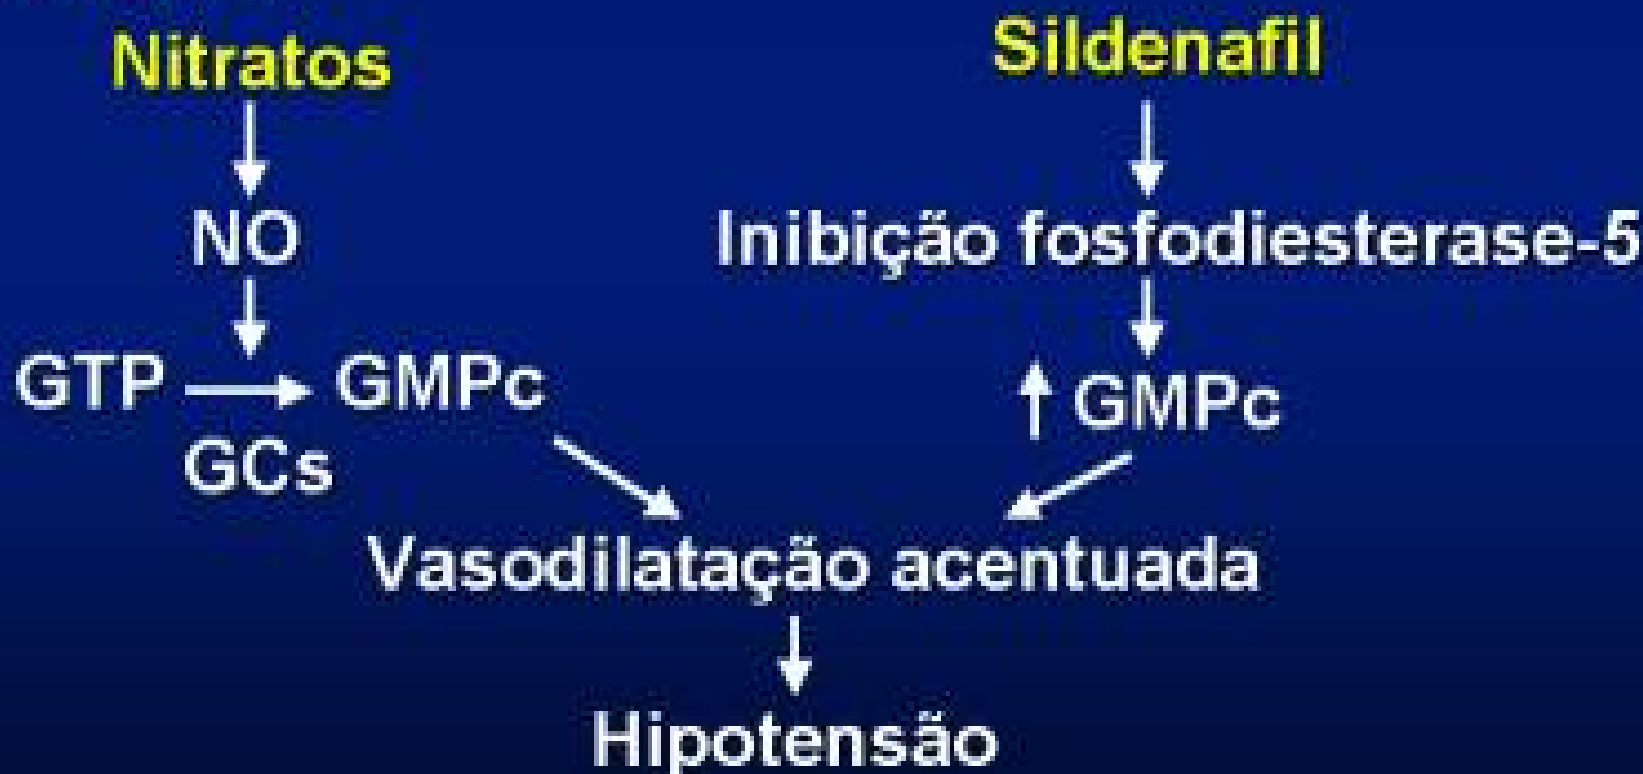 Nitratos
Sildenafil
NO
Inibição fosfodiesterase-5
GTP → GMPc
GCs
↑ GMPc
Vasodilatação acentuada
Hipotensão